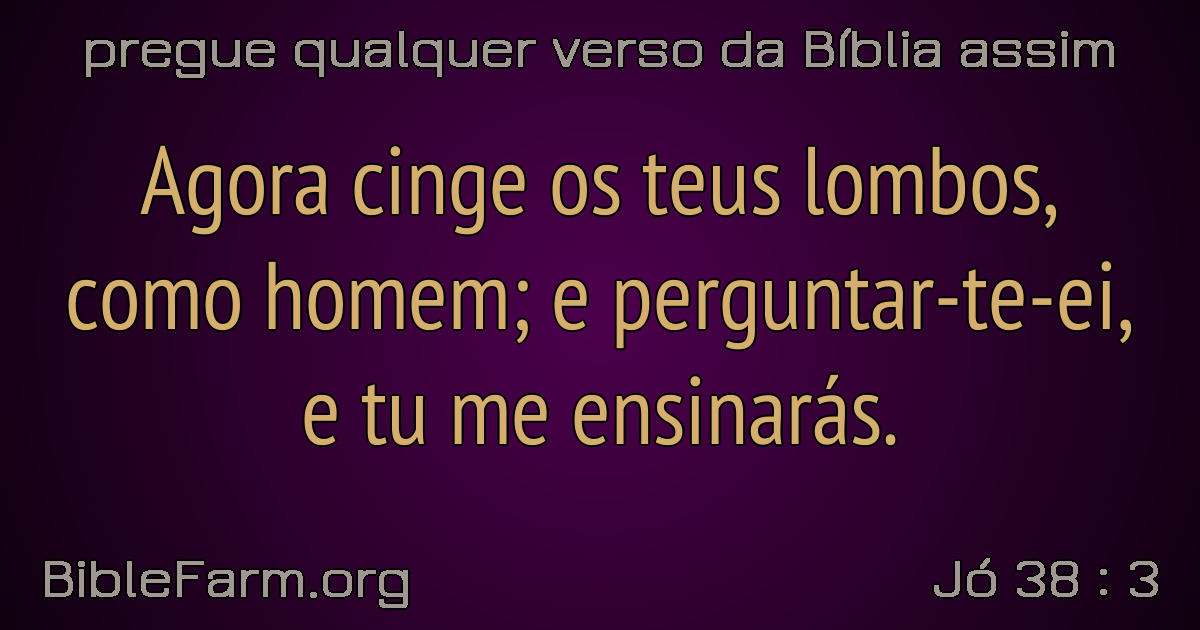 pregue qualquer verso da Bíblia assim
Agora cinge os teus lombos,
como homem; e perguntar-te-ei,
e tu me ensinarás.
BibleFarm.org
Jó 38 : 3